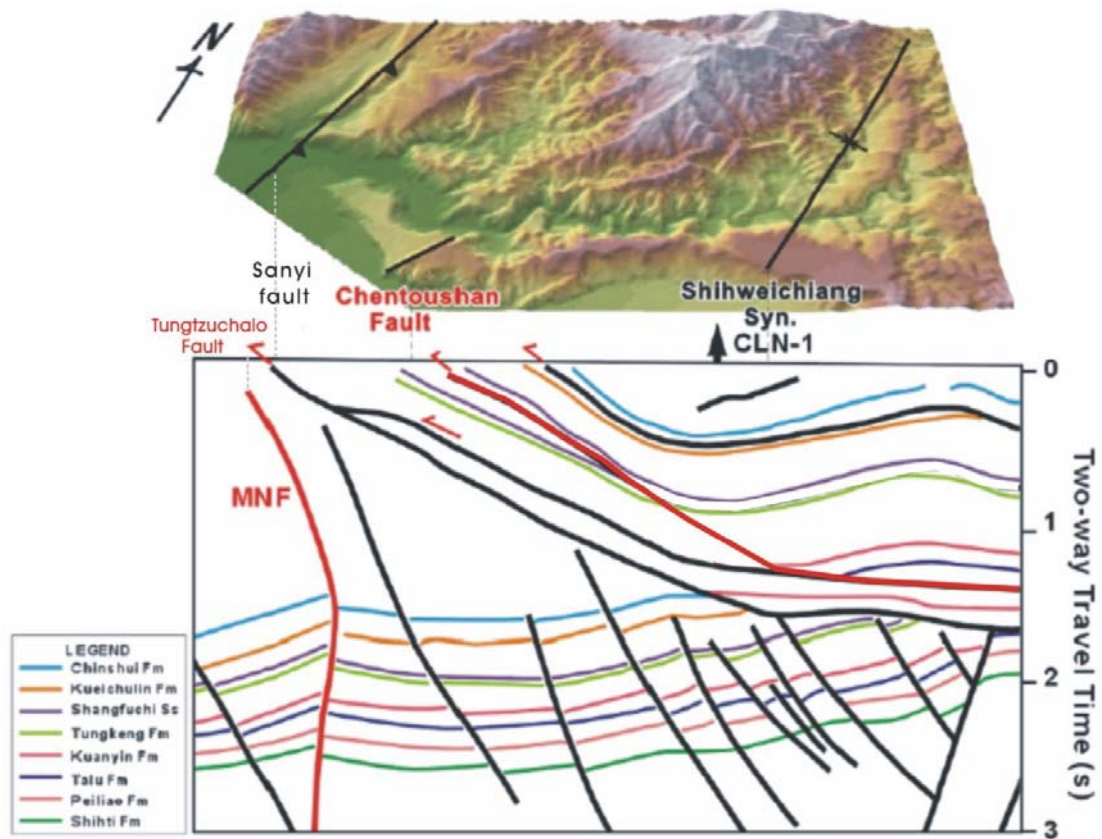 N
Sanyi
fault
Chentoushan
Fault
Shihweichiang
Syn.
CLN-1
Tungtzuchalo
Fault
MNF
0
1
2
3
Two-way Travel Time (s)
LEGEND
Chinshui Fm
Kueichulin Fm
Shangfuchi Ss
Tungkeng Fm
Kuanyin Fm
Talu Fm
Peiliao Fm
Shihti Fm